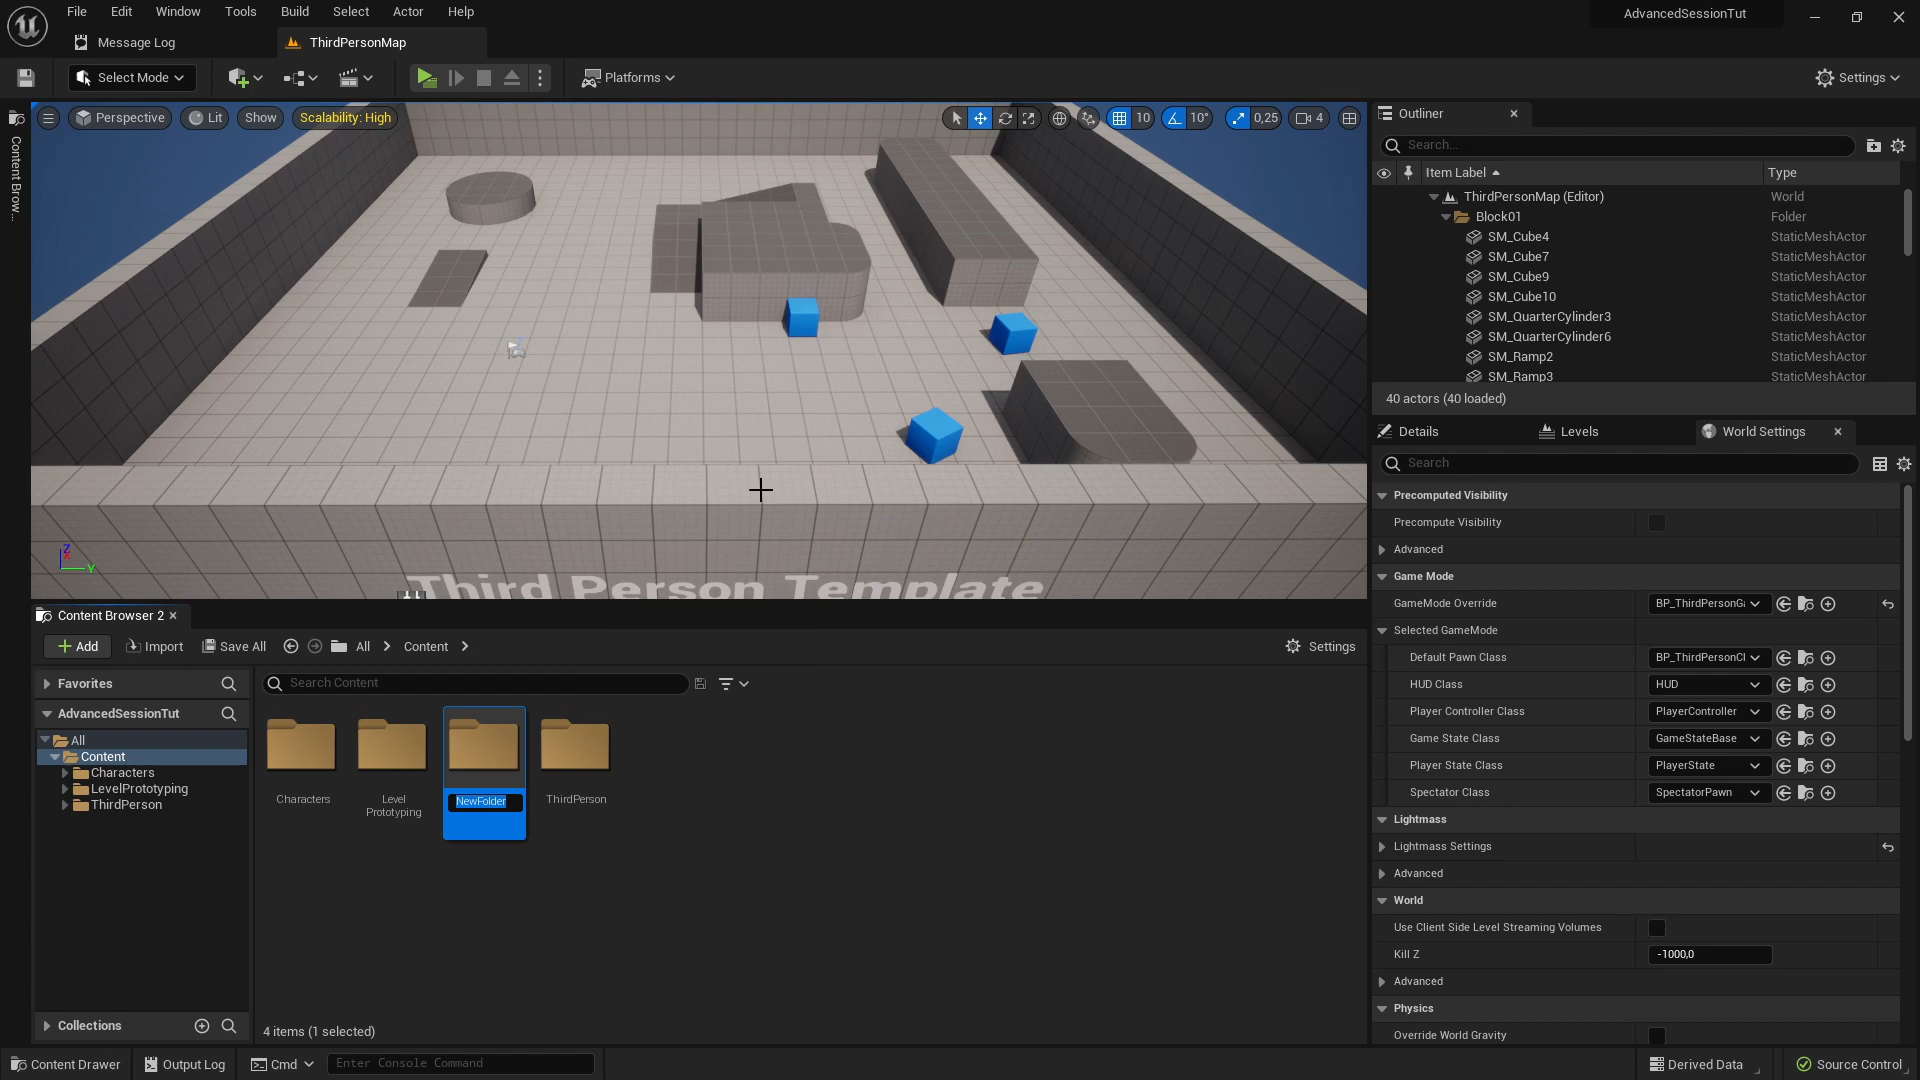 File Edit Window Tools Build Select Actor Help
AdvancedSessionTut
Message Log
ThirdPersonMap
Select Mode
Platforms
Settings
Content Brow...
Perspective Lit Show Scalability: High
10 10° 0,25 4
Outliner
Search...
Item Label Type
ThirdPersonMap (Editor) World
Block01 Folder
SM_Cube4 StaticMeshActor
SM_Cube7 StaticMeshActor
SM_Cube9 StaticMeshActor
SM_Cube10 StaticMeshActor
SM_QuarterCylinder3 StaticMeshActor
SM_QuarterCylinder6 StaticMeshActor
SM_Ramp2 StaticMeshActor
SM_Ramp3 StaticMeshActor
40 actors (40 loaded)
Details Levels World Settings
Search
Precomputed Visibility
Precompute Visibility
Advanced
Game Mode
GameMode Override BP_ThirdPersonGa
Selected GameMode
Default Pawn Class BP_ThirdPersonCl
HUD Class HUD
Player Controller Class PlayerController
Game State Class GameStateBase
Player State Class PlayerState
Spectator Class SpectatorPawn
Lightmass
Lightmass Settings
Advanced
World
Use Client Side Level Streaming Volumes
Kill Z -1000,0
Advanced
Physics
Override World Gravity
Z
X
Y
Third Person Template
Content Browser 2
Add Import Save All All Content Settings
Favorites
AdvancedSessionTut
All
Content
Characters
LevelPrototyping
ThirdPerson
Collections
Search Content
Characters
Level
Prototyping
NewFolder
ThirdPerson
4 items (1 selected)
Content Drawer Output Log Cmd Enter Console Command Derived Data Source Control